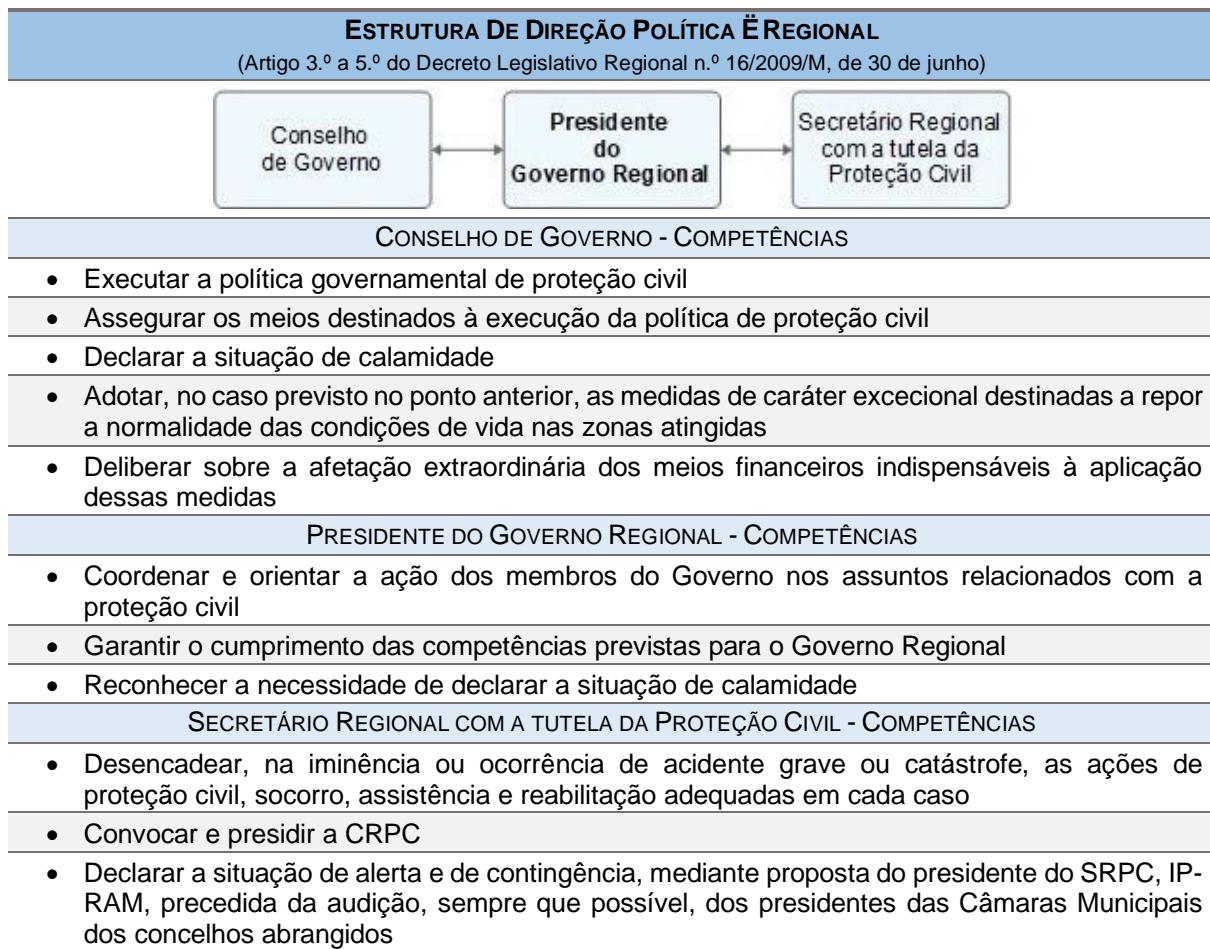 ESTRUTURA DE DIREÇÃO POLÍTICA Ë REGIONAL
(Artigo 3.º a 5.º do Decreto Legislativo Regional n.º 16/2009/M, de 30 de junho)
Conselho
de Governo
Presidente
do
Governo Regional
Secretário Regional
com a tutela da
Proteção Civil
CONSELHO DE GOVERNO - COMPETÊNCIAS
• Executar a política governamental de proteção civil
• Assegurar os meios destinados à execução da política de proteção civil
• Declarar a situação de calamidade
• Adotar, no caso previsto no ponto anterior, as medidas de caráter excecional destinadas a repor
a normalidade das condições de vida nas zonas atingidas
• Deliberar sobre a afetação extraordinária dos meios financeiros indispensáveis à aplicação
dessas medidas
PRESIDENTE DO GOVERNO REGIONAL - COMPETÊNCIAS
• Coordenar e orientar a ação dos membros do Governo nos assuntos relacionados com a
proteção civil
• Garantir o cumprimento das competências previstas para o Governo Regional
• Reconhecer a necessidade de declarar a situação de calamidade
SECRETÁRIO REGIONAL COM A TUTELA DA PROTEÇÃO CIVIL - COMPETÊNCIAS
• Desencadear, na iminência ou ocorrência de acidente grave ou catástrofe, as ações de
proteção civil, socorro, assistência e reabilitação adequadas em cada caso
• Convocar e presidir a CRPC
• Declarar a situação de alerta e de contingência, mediante proposta do presidente do SRPC, IP-
RAM, precedida da audição, sempre que possível, dos presidentes das Câmaras Municipais
dos concelhos abrangidos